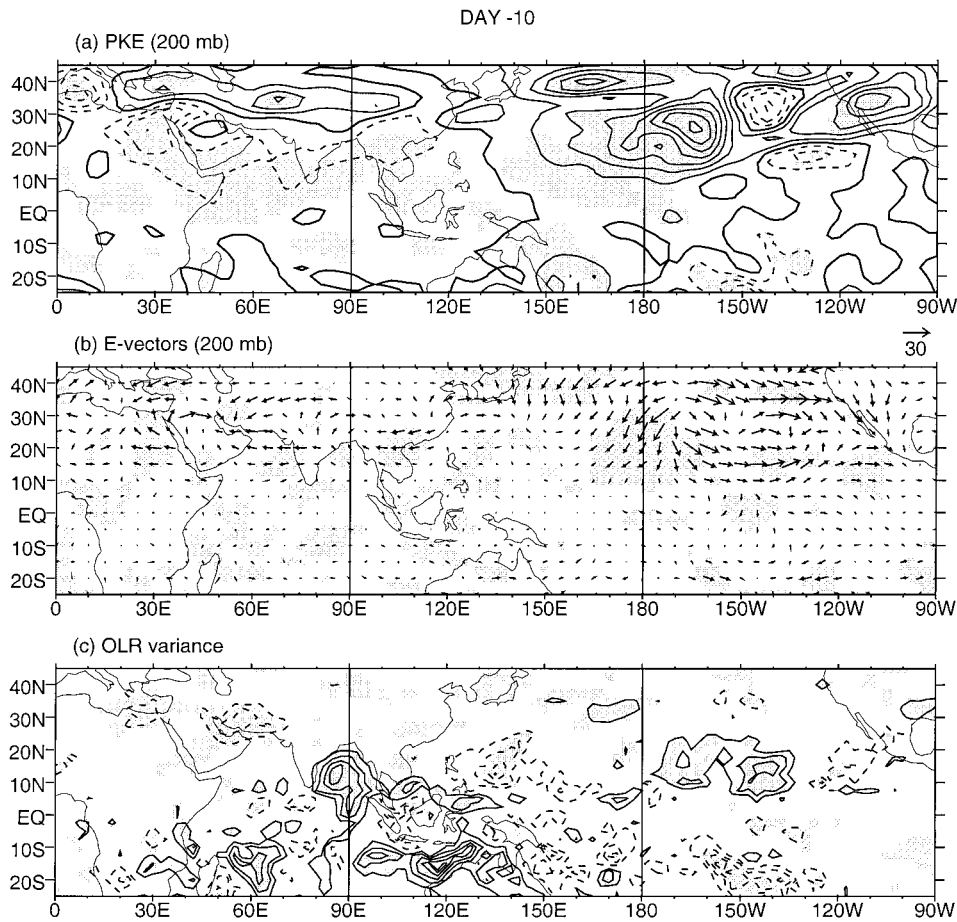 DAY -10
(a) PKE (200 mb)
40N
30N
20N
10N
EQ
10S
20S
0 30E 60E 90E 120E 150E 180 150W 120W 90W
(b) E-vectors (200 mb)
30
40N
30N
20N
10N
EQ
10S
20S
0 30E 60E 90E 120E 150E 180 150W 120W 90W
(c) OLR variance
40N
30N
20N
10N
EQ
10S
20S
0 30E 60E 90E 120E 150E 180 150W 120W 90W